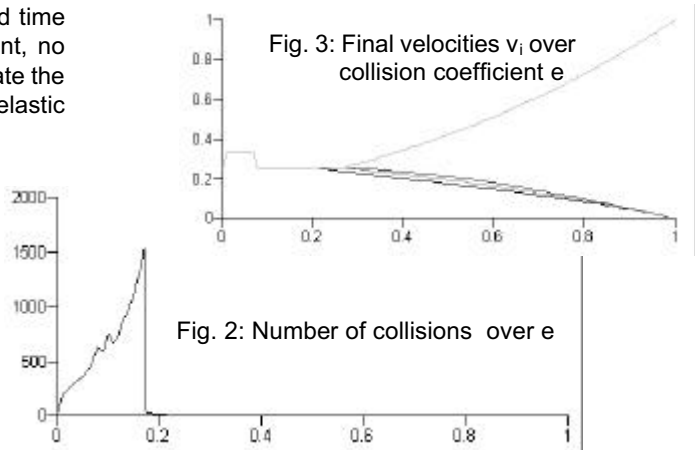 d time
nt, no
ate the
elastic
Fig. 3: Final velocities vᵢ over
collision coefficient e
1
0.8
0.6
0.4
0.2
0
0 0.2 0.4 0.6 0.8 1
Fig. 2: Number of collisions over e
2000
1500
1000
500
0
0 0.2 0.4 0.6 0.8 1